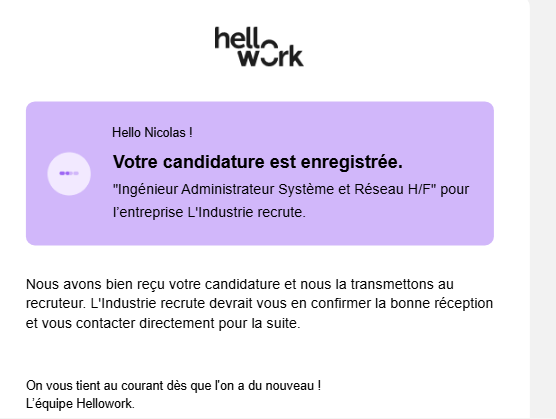 hello
work
Hello Nicolas !
Votre candidature est enregistrée.
"Ingénieur Administrateur Système et Réseau H/F" pour
l'entreprise L'Industrie recrute.
Nous avons bien reçu votre candidature et nous la transmettons au
recruteur. L'Industrie recrute devrait vous en confirmer la bonne réception
et vous contacter directement pour la suite.
On vous tient au courant dès que l'on a du nouveau !
L'équipe Hellowork.